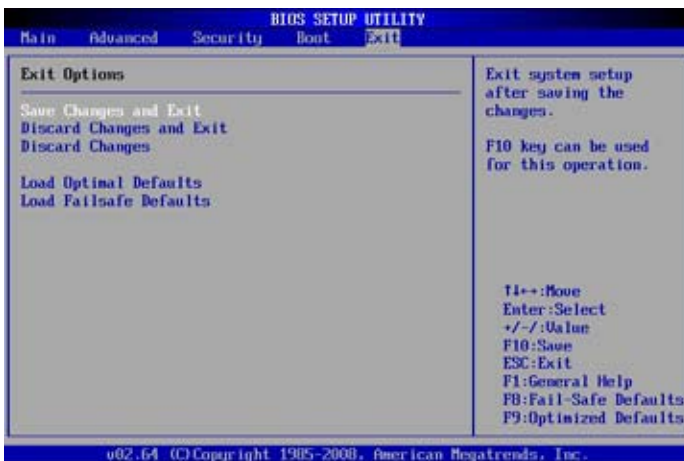 BIOS SETUP UTILITY
Main Advanced Security Boot Exit
Exit Options
Save Changes and Exit
Discard Changes and Exit
Discard Changes
Load Optimal Defaults
Load Failsafe Defaults
Exit system setup
after saving the
changes.
F10 key can be used
for this operation.
↑↓←→:Move
Enter:Select
+/-/:Value
F10:Save
ESC:Exit
F1:General Help
F8:Fail-Safe Defaults
F9:Optimized Defaults
v02.64 (C)Copyright 1985-2008, American Megatrends, Inc.